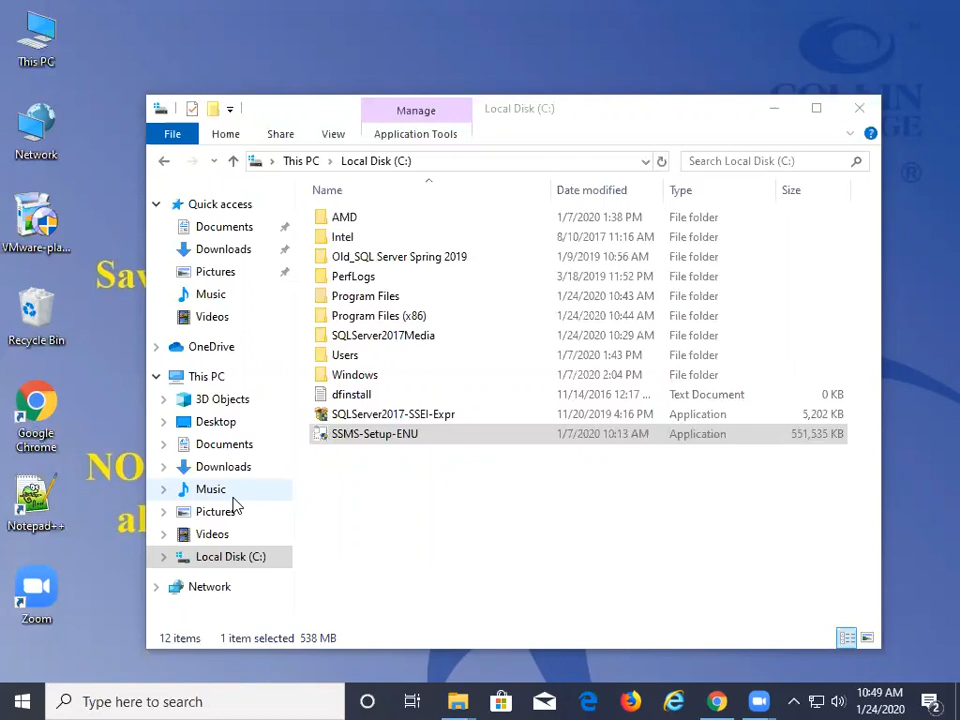 This PC
Network
VMware-pla...
Recycle Bin
Google
Chrome
Notepad++
Zoom
Sav
NO
al
COLLIN
®
Manage
Local Disk (C:)
File
Home
Share
View
Application Tools
This PC
Local Disk (C:)
Search Local Disk (C:)
Quick access
Documents
Downloads
Pictures
Music
Videos
OneDrive
This PC
3D Objects
Desktop
Documents
Downloads
Music
Pictures
Videos
Local Disk (C:)
Network
Name Date modified Type Size
AMD 1/7/2020 1:38 PM File folder
Intel 8/10/2017 11:16 AM File folder
Old_SQL Server Spring 2019 1/9/2019 10:56 AM File folder
PerfLogs 3/18/2019 11:52 PM File folder
Program Files 1/24/2020 10:43 AM File folder
Program Files (x86) 1/24/2020 10:44 AM File folder
SQLServer2017Media 1/24/2020 10:29 AM File folder
Users 1/7/2020 1:43 PM File folder
Windows 1/7/2020 2:04 PM File folder
dfinstall 11/14/2016 12:17 ... Text Document 0 KB
SQLServer2017-SSEI-Expr 11/20/2019 4:16 PM Application 5,202 KB
SSMS-Setup-ENU 1/7/2020 10:13 AM Application 551,535 KB
12 items 1 item selected 538 MB
Type here to search
10:49 AM
1/24/2020
2